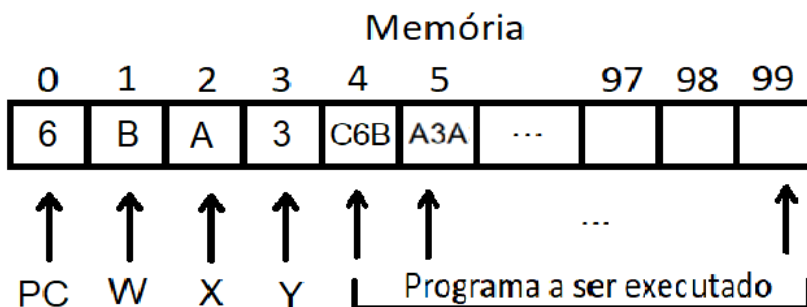 Memória
0 1 2 3 4 5 97 98 99
6 B A 3 C6B A3A ...
...
PC W X Y Programa a ser executado